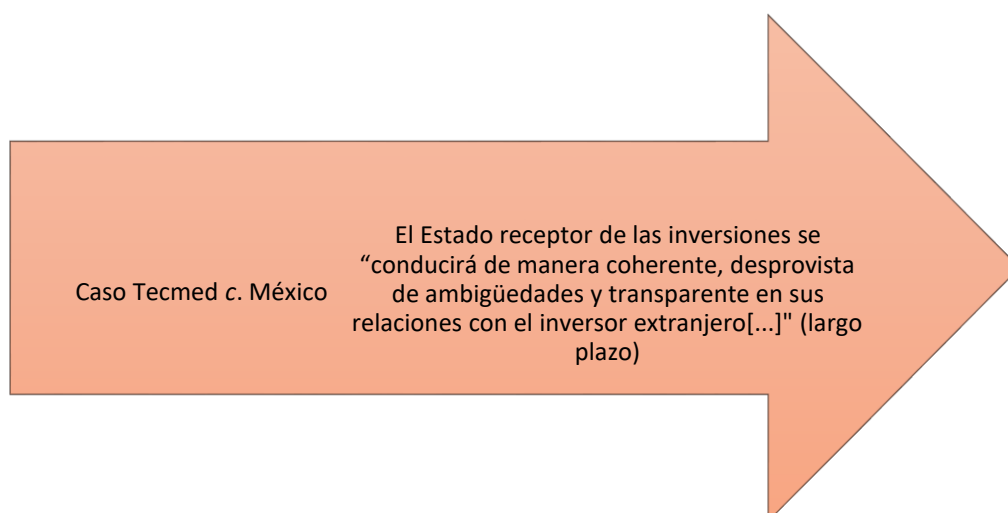 Caso Tecmed c. México
El Estado receptor de las inversiones se
“conducirá de manera coherente, desprovista
de ambigüedades y transparente en sus
relaciones con el inversor extranjero[...]" (largo
plazo)